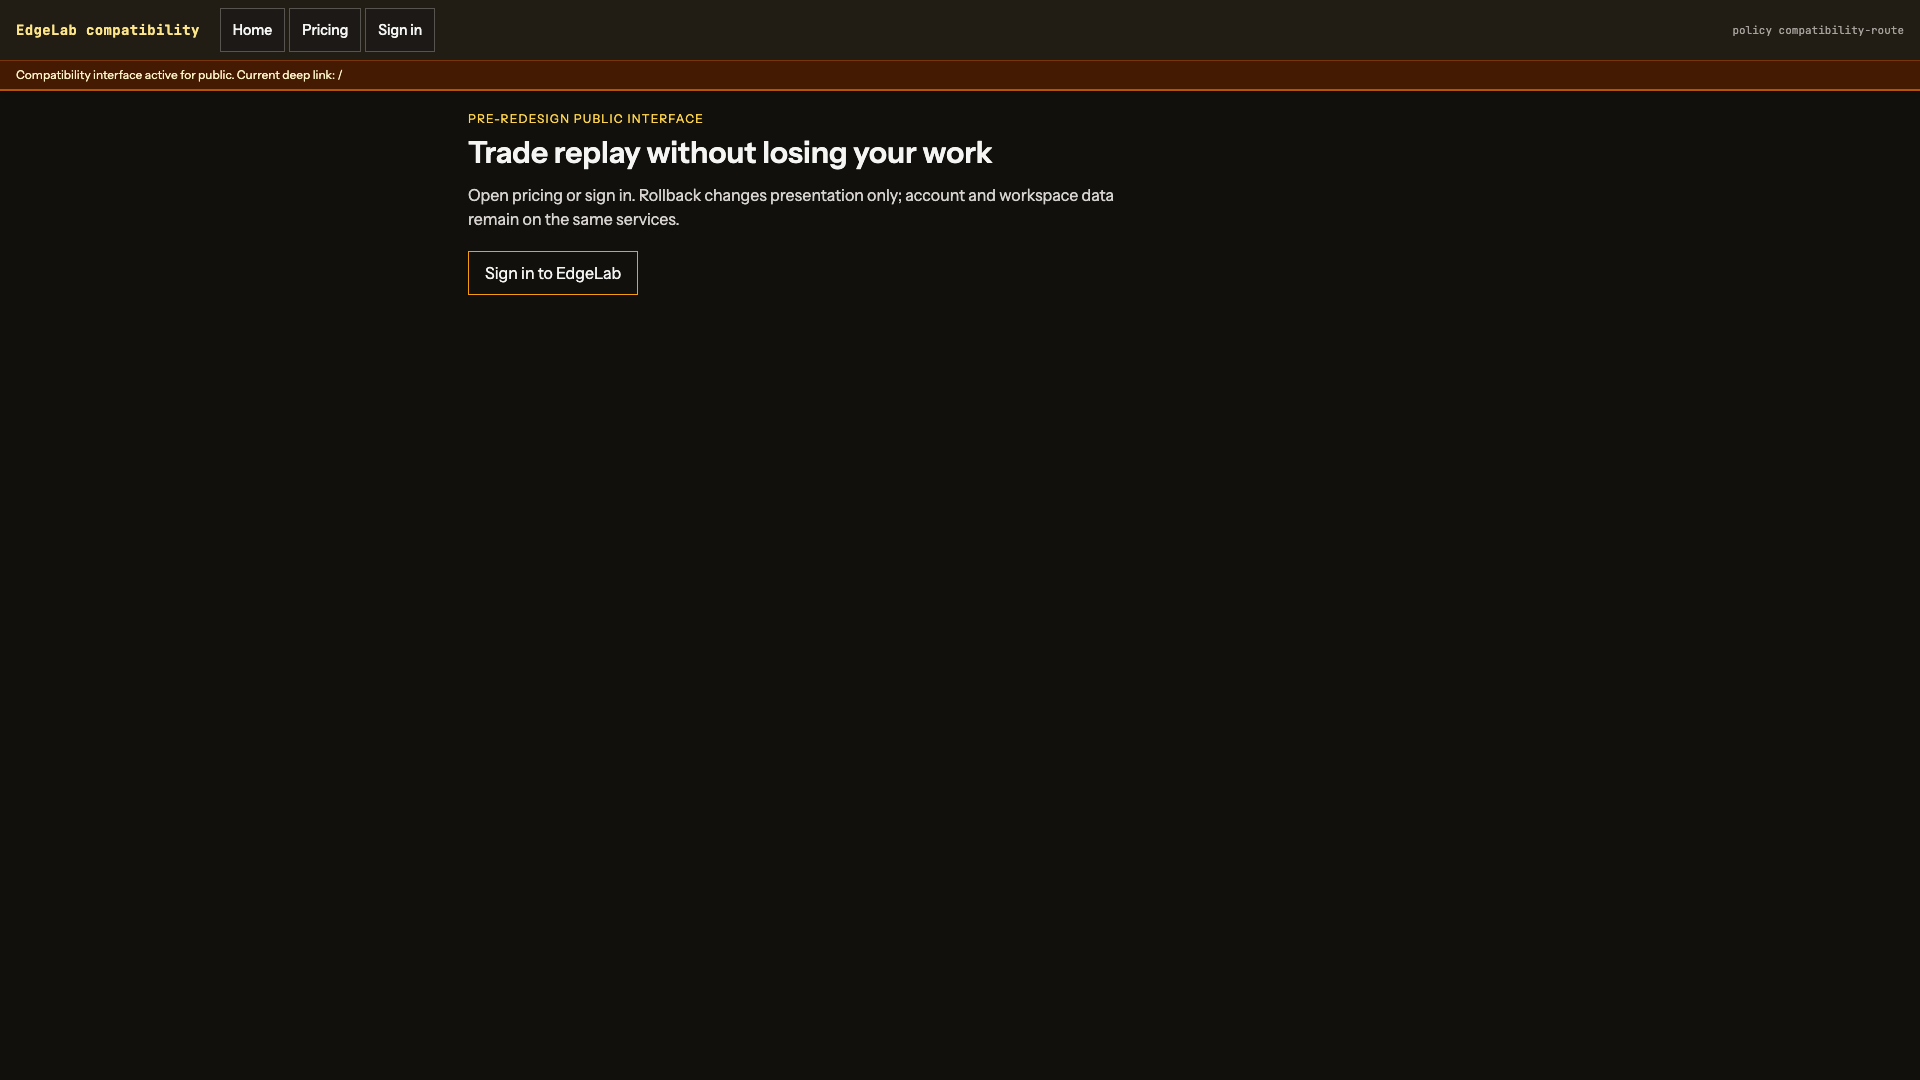 EdgeLab compatibility
Home
Pricing
Sign in
policy compatibility-route
Compatibility interface active for public. Current deep link: /
PRE-REDESIGN PUBLIC INTERFACE
Trade replay without losing your work
Open pricing or sign in. Rollback changes presentation only; account and workspace data
remain on the same services.
Sign in to EdgeLab